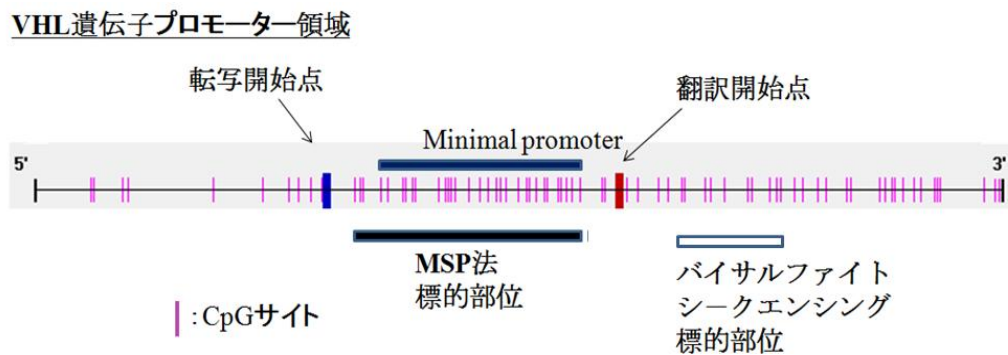 VHL遺伝子プロモーター領域
転写開始点
翻訳開始点
Minimal promoter
5'
3'
MSP法
標的部位
バイサルファイト
シークエンシング
標的部位
:CpGサイト